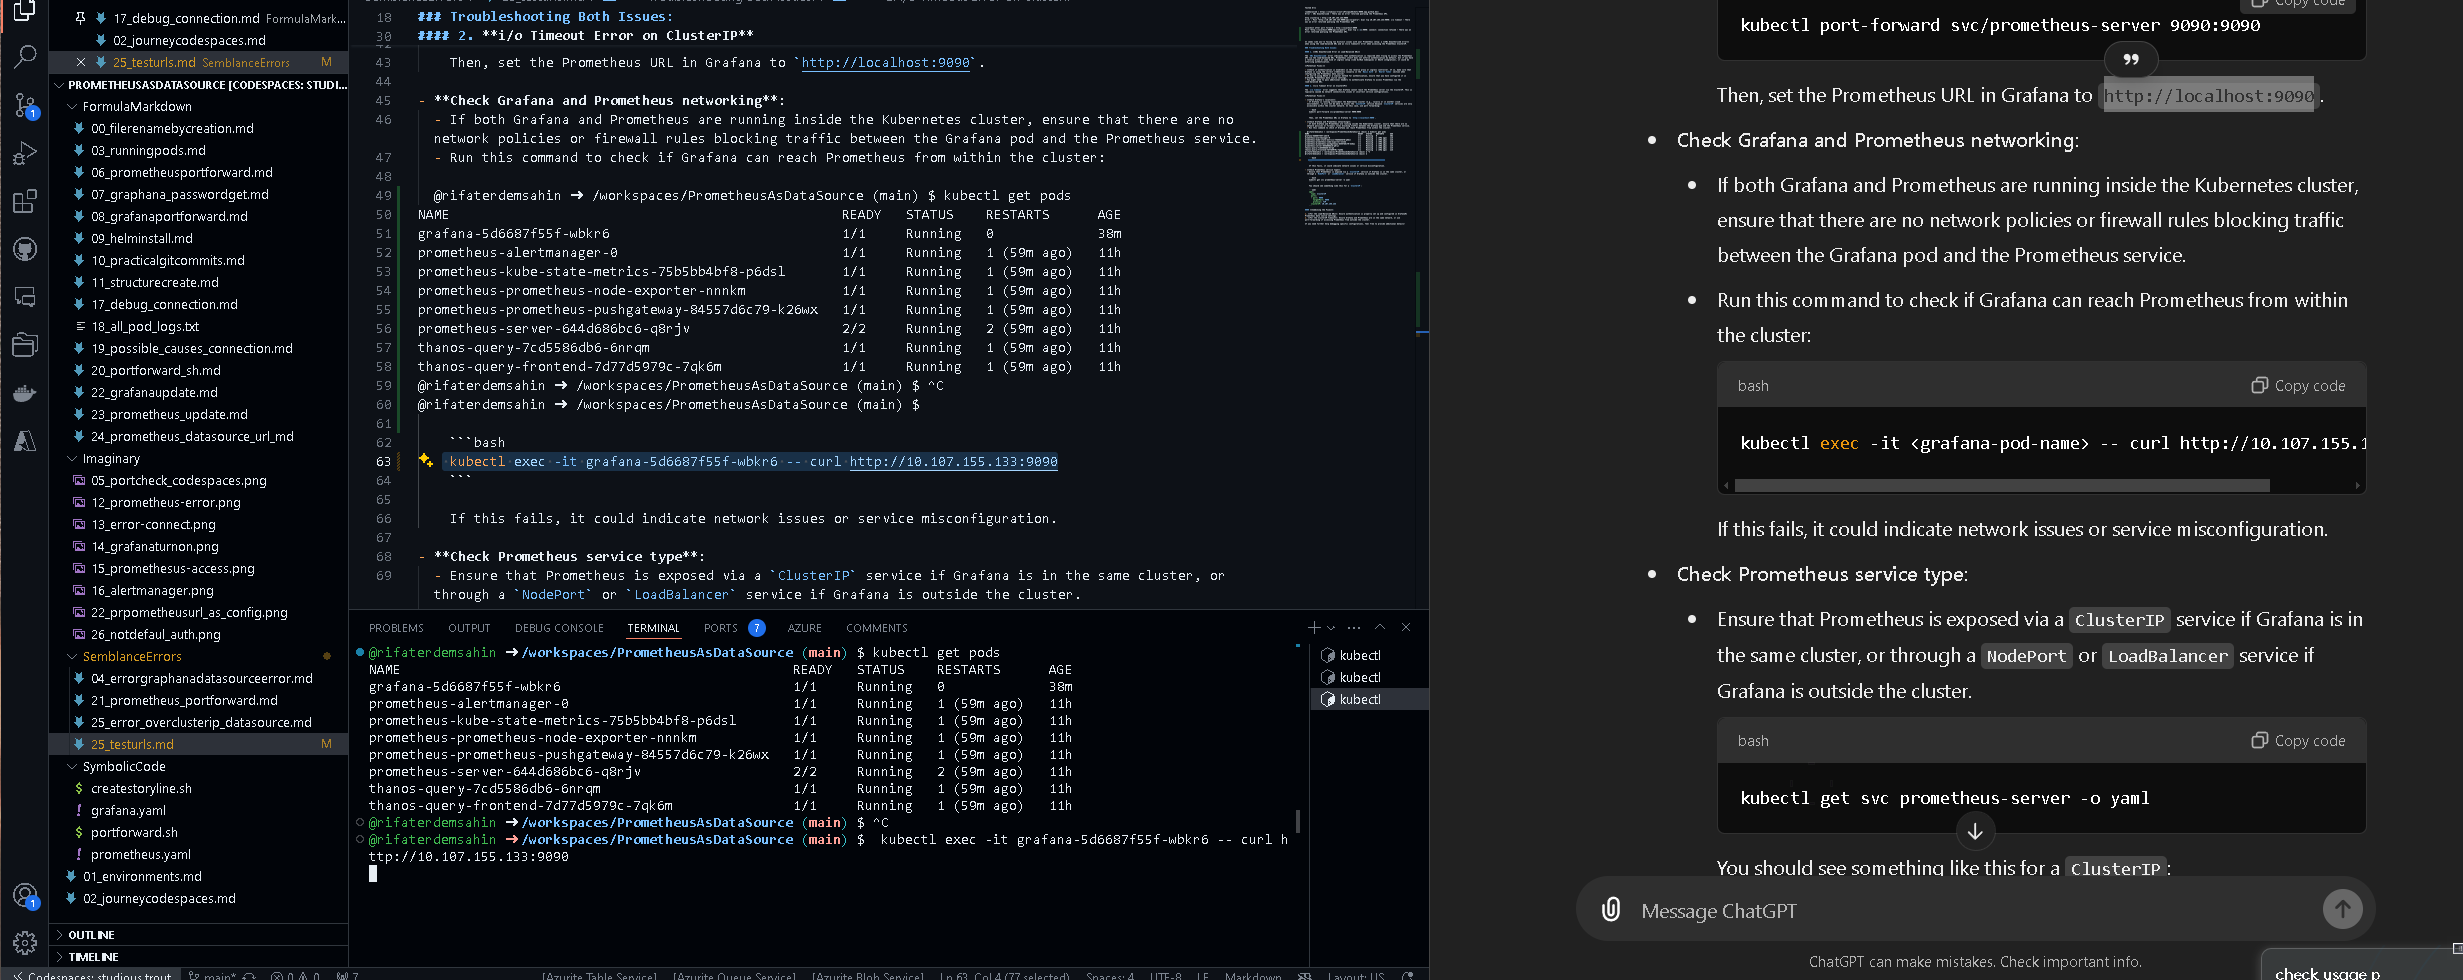 17_debug_connection.md FormulaMark...
02_journeycodespaces.md
25_testurls.md SemblanceErrors M
PROMETHEUSASDATASOURCE [CODESPACES: STUDI...
FormulaMarkdown
00_filerenamebycreation.md
03_runningpods.md
06_prometheusportforward.md
07_graphana_passwordget.md
08_grafanaportforward.md
09_helminstall.md
10_practicalgitcommits.md
11_structurecreate.md
17_debug_connection.md
18_all_pod_logs.txt
19_possible_causes_connection.md
20_portforward_sh.md
22_grafanaupdate.md
23_prometheus_update.md
24_prometheus_datasource_url_md
Imaginary
05_portcheck_codespaces.png
12_prometheus-error.png
13_error-connect.png
14_grafanaturnon.png
15_promethesus-access.png
16_alertmanager.png
22_prpometheusurl_as_config.png
26_notdefaul_auth.png
SemblanceErrors
04_errorgraphanadatasourceerror.md
21_prometheus_portforward.md
25_error_overclusterip_datasource.md
25_testurls.md M
SymbolicCode
createstoryline.sh
grafana.yaml
portforward.sh
prometheus.yaml
01_environments.md
02_journeycodespaces.md
OUTLINE
TIMELINE
1
1
18 ### Troubleshooting Both Issues:
30 #### 2. **i/o Timeout Error on ClusterIP**
43 Then, set the Prometheus URL in Grafana to `http://localhost:9090`.
44
45 - **Check Grafana and Prometheus networking**:
46 - If both Grafana and Prometheus are running inside the Kubernetes cluster, ensure that there are no
network policies or firewall rules blocking traffic between the Grafana pod and the Prometheus service.
47 - Run this command to check if Grafana can reach Prometheus from within the cluster:
48
49 @rifaterdemsahin ➜ /workspaces/PrometheusAsDataSource (main) $ kubectl get pods
50 NAME READY STATUS RESTARTS AGE
51 grafana-5d6687f55f-wbkr6 1/1 Running 0 38m
52 prometheus-alertmanager-0 1/1 Running 1 (59m ago) 11h
53 prometheus-kube-state-metrics-75b5bb4bf8-p6dsl 1/1 Running 1 (59m ago) 11h
54 prometheus-prometheus-node-exporter-nnnkm 1/1 Running 1 (59m ago) 11h
55 prometheus-prometheus-pushgateway-84557d6c79-k26wx 1/1 Running 1 (59m ago) 11h
56 prometheus-server-644d686bc6-q8rjv 2/2 Running 2 (59m ago) 11h
57 thanos-query-7cd5586db6-6nrqm 1/1 Running 1 (59m ago) 11h
58 thanos-query-frontend-7d77d5979c-7qk6m 1/1 Running 1 (59m ago) 11h
59 @rifaterdemsahin ➜ /workspaces/PrometheusAsDataSource (main) $ ^C
60 @rifaterdemsahin ➜ /workspaces/PrometheusAsDataSource (main) $
61
62 ```bash
63 kubectl exec -it grafana-5d6687f55f-wbkr6 -- curl http://10.107.155.133:9090
64 ```
65
66 If this fails, it could indicate network issues or service misconfiguration.
67
68 - **Check Prometheus service type**:
69 - Ensure that Prometheus is exposed via a `ClusterIP` service if Grafana is in the same cluster, or
through a `NodePort` or `LoadBalancer` service if Grafana is outside the cluster.
PROBLEMS OUTPUT DEBUG CONSOLE TERMINAL PORTS 7 AZURE COMMENTS
@rifaterdemsahin ➜/workspaces/PrometheusAsDataSource (main) $ kubectl get pods
NAME READY STATUS RESTARTS AGE
grafana-5d6687f55f-wbkr6 1/1 Running 0 38m
prometheus-alertmanager-0 1/1 Running 1 (59m ago) 11h
prometheus-kube-state-metrics-75b5bb4bf8-p6dsl 1/1 Running 1 (59m ago) 11h
prometheus-prometheus-node-exporter-nnnkm 1/1 Running 1 (59m ago) 11h
prometheus-prometheus-pushgateway-84557d6c79-k26wx 1/1 Running 1 (59m ago) 11h
prometheus-server-644d686bc6-q8rjv 2/2 Running 2 (59m ago) 11h
thanos-query-7cd5586db6-6nrqm 1/1 Running 1 (59m ago) 11h
thanos-query-frontend-7d77d5979c-7qk6m 1/1 Running 1 (59m ago) 11h
@rifaterdemsahin ➜/workspaces/PrometheusAsDataSource (main) $ ^C
@rifaterdemsahin ➜/workspaces/PrometheusAsDataSource (main) $ kubectl exec -it grafana-5d6687f55f-wbkr6 -- curl h
ttp://10.107.155.133:9090
kubectl
kubectl
kubectl
Codespaces: studious trout main* 0 0 7 [Azurite Table Service] [Azurite Queue Service] [Azurite Blob Service] Ln 63, Col 4 (77 selected) Spaces: 4 UTF-8 LF Markdown Layout: US
Copy code
kubectl port-forward svc/prometheus-server 9090:9090
Then, set the Prometheus URL in Grafana to http://localhost:9090.
• Check Grafana and Prometheus networking:
• If both Grafana and Prometheus are running inside the Kubernetes cluster,
ensure that there are no network policies or firewall rules blocking traffic
between the Grafana pod and the Prometheus service.
• Run this command to check if Grafana can reach Prometheus from within
the cluster:
bash Copy code
kubectl exec -it <grafana-pod-name> -- curl http://10.107.155.1
If this fails, it could indicate network issues or service misconfiguration.
• Check Prometheus service type:
• Ensure that Prometheus is exposed via a ClusterIP service if Grafana is in
the same cluster, or through a NodePort or LoadBalancer service if
Grafana is outside the cluster.
bash Copy code
kubectl get svc prometheus-server -o yaml
You should see something like this for a ClusterIP:
Message ChatGPT
ChatGPT can make mistakes. Check important info.
check usage p